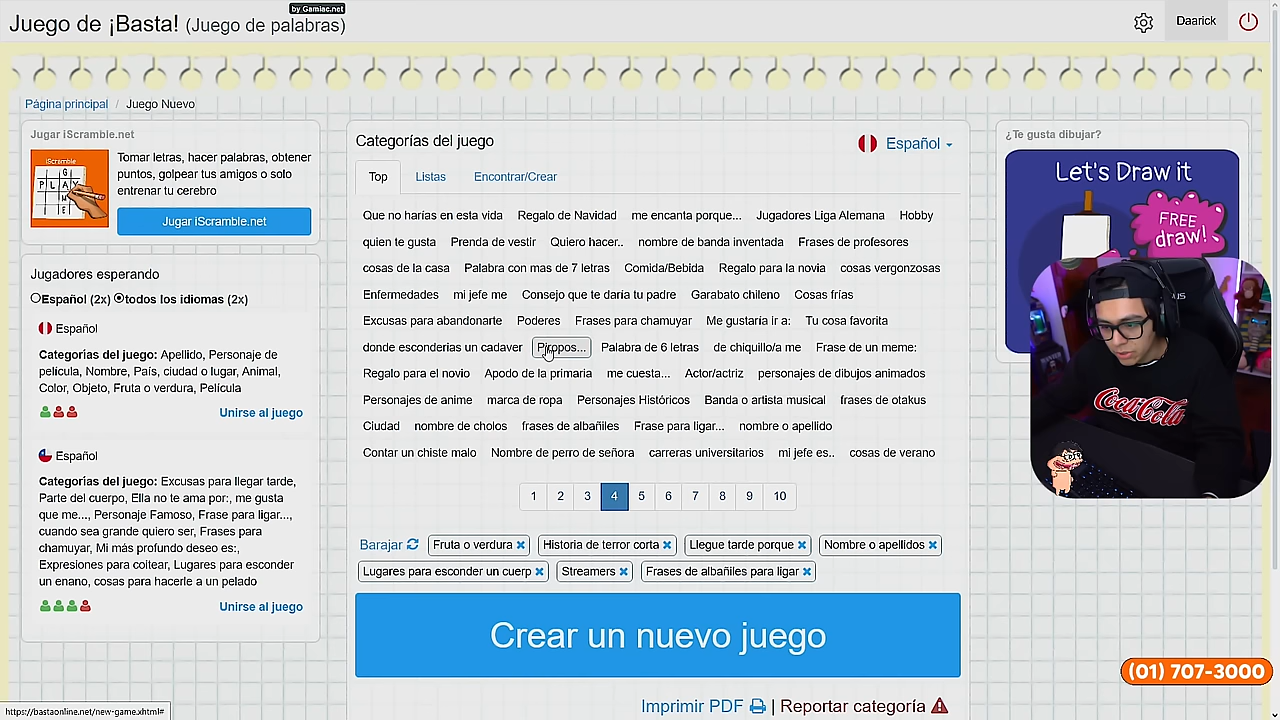 by Gamiac.net
Juego de ¡Basta! (Juego de palabras)
Daarick
Página principal / Juego Nuevo
Jugar iScramble.net
iScramble
Tomar letras, hacer palabras, obtener
puntos, golpear tus amigos o solo
entrenar tu cerebro
Jugar iScramble.net
Jugadores esperando
Español (2x) todos los idiomas (2x)
Español
Categorías del juego: Apellido, Personaje de
película, Nombre, País, ciudad o lugar, Animal,
Color, Objeto, Fruta o verdura, Película
Unirse al juego
Español
Categorías del juego: Excusas para llegar tarde,
Parte del cuerpo, Ella no te ama por:, me gusta
que me..., Personaje Famoso, Frase para ligar...,
cuando sea grande quiero ser, Frases para
chamuyar, Mi más profundo deseo es:,
Expresiones para coltear, Lugares para esconder
un enano, cosas para hacerle a un pelado
Unirse al juego
Categorías del juego
Español
Top Listas Encontrar/Crear
Que no harías en esta vida Regalo de Navidad me encanta porque... Jugadores Liga Alemana Hobby
quien te gusta Prenda de vestir Quiero hacer.. nombre de banda inventada Frases de profesores
cosas de la casa Palabra con mas de 7 letras Comida/Bebida Regalo para la novia cosas vergonzosas
Enfermedades mi jefe me Consejo que te daría tu padre Garabato chileno Cosas frías
Excusas para abandonarte Poderes Frases para chamuyar Me gustaría ir a: Tu cosa favorita
donde esconderias un cadaver Piropos... Palabra de 6 letras de chiquillo/a me Frase de un meme:
Regalo para el novio Apodo de la primaria me cuesta... Actor/actriz personajes de dibujos animados
Personajes de anime marca de ropa Personajes Históricos Banda o artista musical frases de otakus
Ciudad nombre de cholos frases de albañiles Frase para ligar... nombre o apellido
Contar un chiste malo Nombre de perro de señora carreras universitarios mi jefe es.. cosas de verano
1 2 3 4 5 6 7 8 9 10
Barajar Fruta o verdura Historia de terror corta Llegue tarde porque Nombre o apellidos
Lugares para esconder un cuerp Streamers Frases de albañiles para ligar
Crear un nuevo juego
Imprimir PDF | Reportar categoría
¿Te gusta dibujar?
Let's Draw it
FREE
draw!
Coca-Cola
(01) 707-3000
https://bastaonline.net/new-game.xhtml#